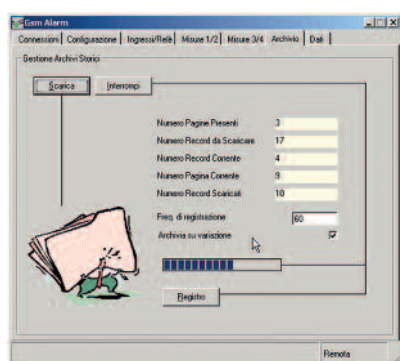 Gsm Alarm
Connessioni Configurazione Ingressi/Relè Misure 1/2 Misure 3/4 Archivio Dati
Gestione Archivi Storici
Scarica Interrompi
Numero Pagine Presenti 3
Numero Record da Scaricare 17
Numero Record Corrente 4
Numero Pagina Corrente 9
Numero Record Scaricati 10
Freq. di registrazione 60
Archivia su variazione
Registro
Remota